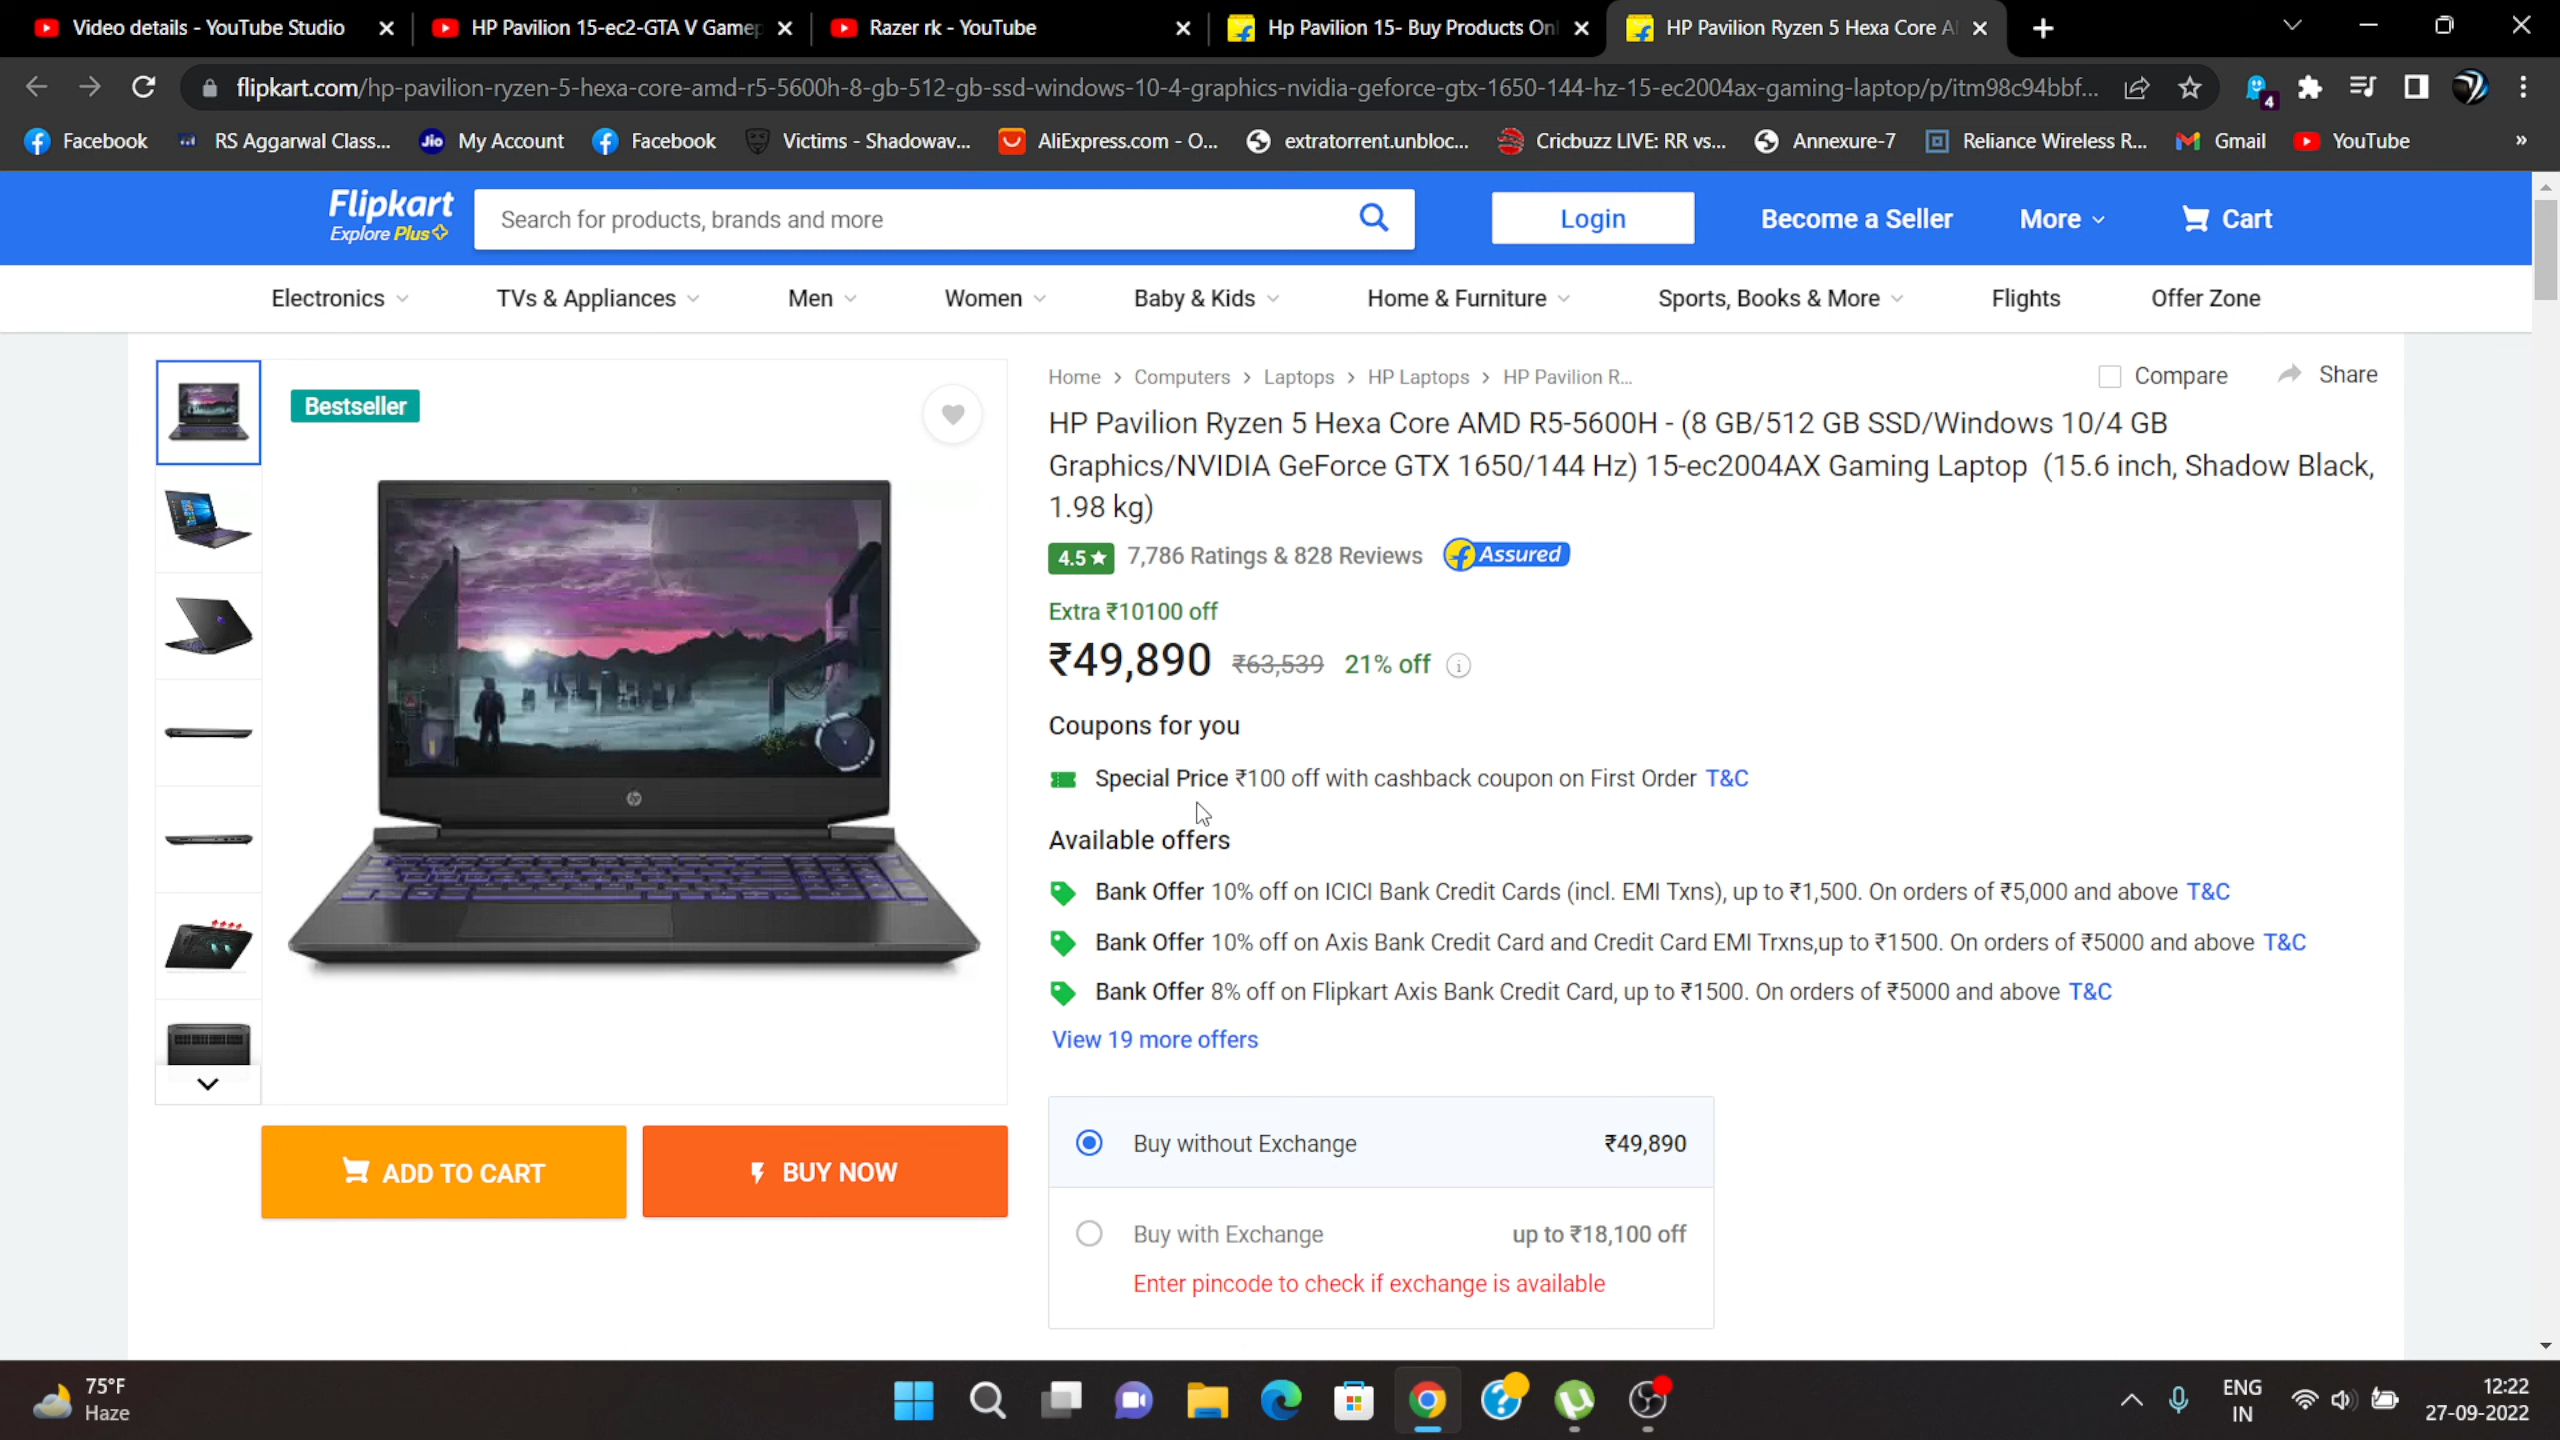 Video details - YouTube Studio
HP Pavilion 15-ec2-GTA V Gamep
Razer rk - YouTube
Hp Pavilion 15- Buy Products Onl
HP Pavilion Ryzen 5 Hexa Core A
flipkart.com/hp-pavilion-ryzen-5-hexa-core-amd-r5-5600h-8-gb-512-gb-ssd-windows-10-4-graphics-nvidia-geforce-gtx-1650-144-hz-15-ec2004ax-gaming-laptop/p/itm98c94bbf...
4
Facebook
RS Aggarwal Class...
Jio My Account
Facebook
Victims - Shadowav...
AliExpress.com - O...
extratorrent.unbloc...
Cricbuzz LIVE: RR vs...
Annexure-7
Reliance Wireless R...
Gmail
YouTube
»
Flipkart
Explore Plus
Search for products, brands and more
Login
Become a Seller
More
Cart
Electronics
TVs & Appliances
Men
Women
Baby & Kids
Home & Furniture
Sports, Books & More
Flights
Offer Zone
Bestseller
Home > Computers > Laptops > HP Laptops > HP Pavilion R...
Compare
Share
HP Pavilion Ryzen 5 Hexa Core AMD R5-5600H - (8 GB/512 GB SSD/Windows 10/4 GB
Graphics/NVIDIA GeForce GTX 1650/144 Hz) 15-ec2004AX Gaming Laptop (15.6 inch, Shadow Black,
1.98 kg)
4.5★ 7,786 Ratings & 828 Reviews Assured
Extra ₹10100 off
₹49,890 ₹63,539 21% off
Coupons for you
Special Price ₹100 off with cashback coupon on First Order T&C
Available offers
Bank Offer 10% off on ICICI Bank Credit Cards (incl. EMI Txns), up to ₹1,500. On orders of ₹5,000 and above T&C
Bank Offer 10% off on Axis Bank Credit Card and Credit Card EMI Trxns,up to ₹1500. On orders of ₹5000 and above T&C
Bank Offer 8% off on Flipkart Axis Bank Credit Card, up to ₹1500. On orders of ₹5000 and above T&C
View 19 more offers
ADD TO CART
BUY NOW
Buy without Exchange ₹49,890
Buy with Exchange up to ₹18,100 off
Enter pincode to check if exchange is available
75°F
Haze
ENG
IN
12:22
27-09-2022